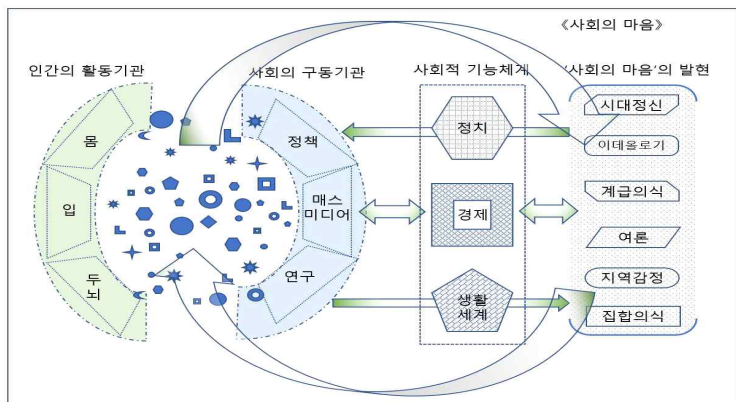 《사회의 마음》
인간의 활동기관
사회의 구동기관
사회적 기능체계
'사회의 마음'의 발현
몸
입
두
뇌
정책
매스
미디어
연구
정치
경제
생활
세계
시대정신
이데올로기
계급의식
여론
지역감정
집합의식